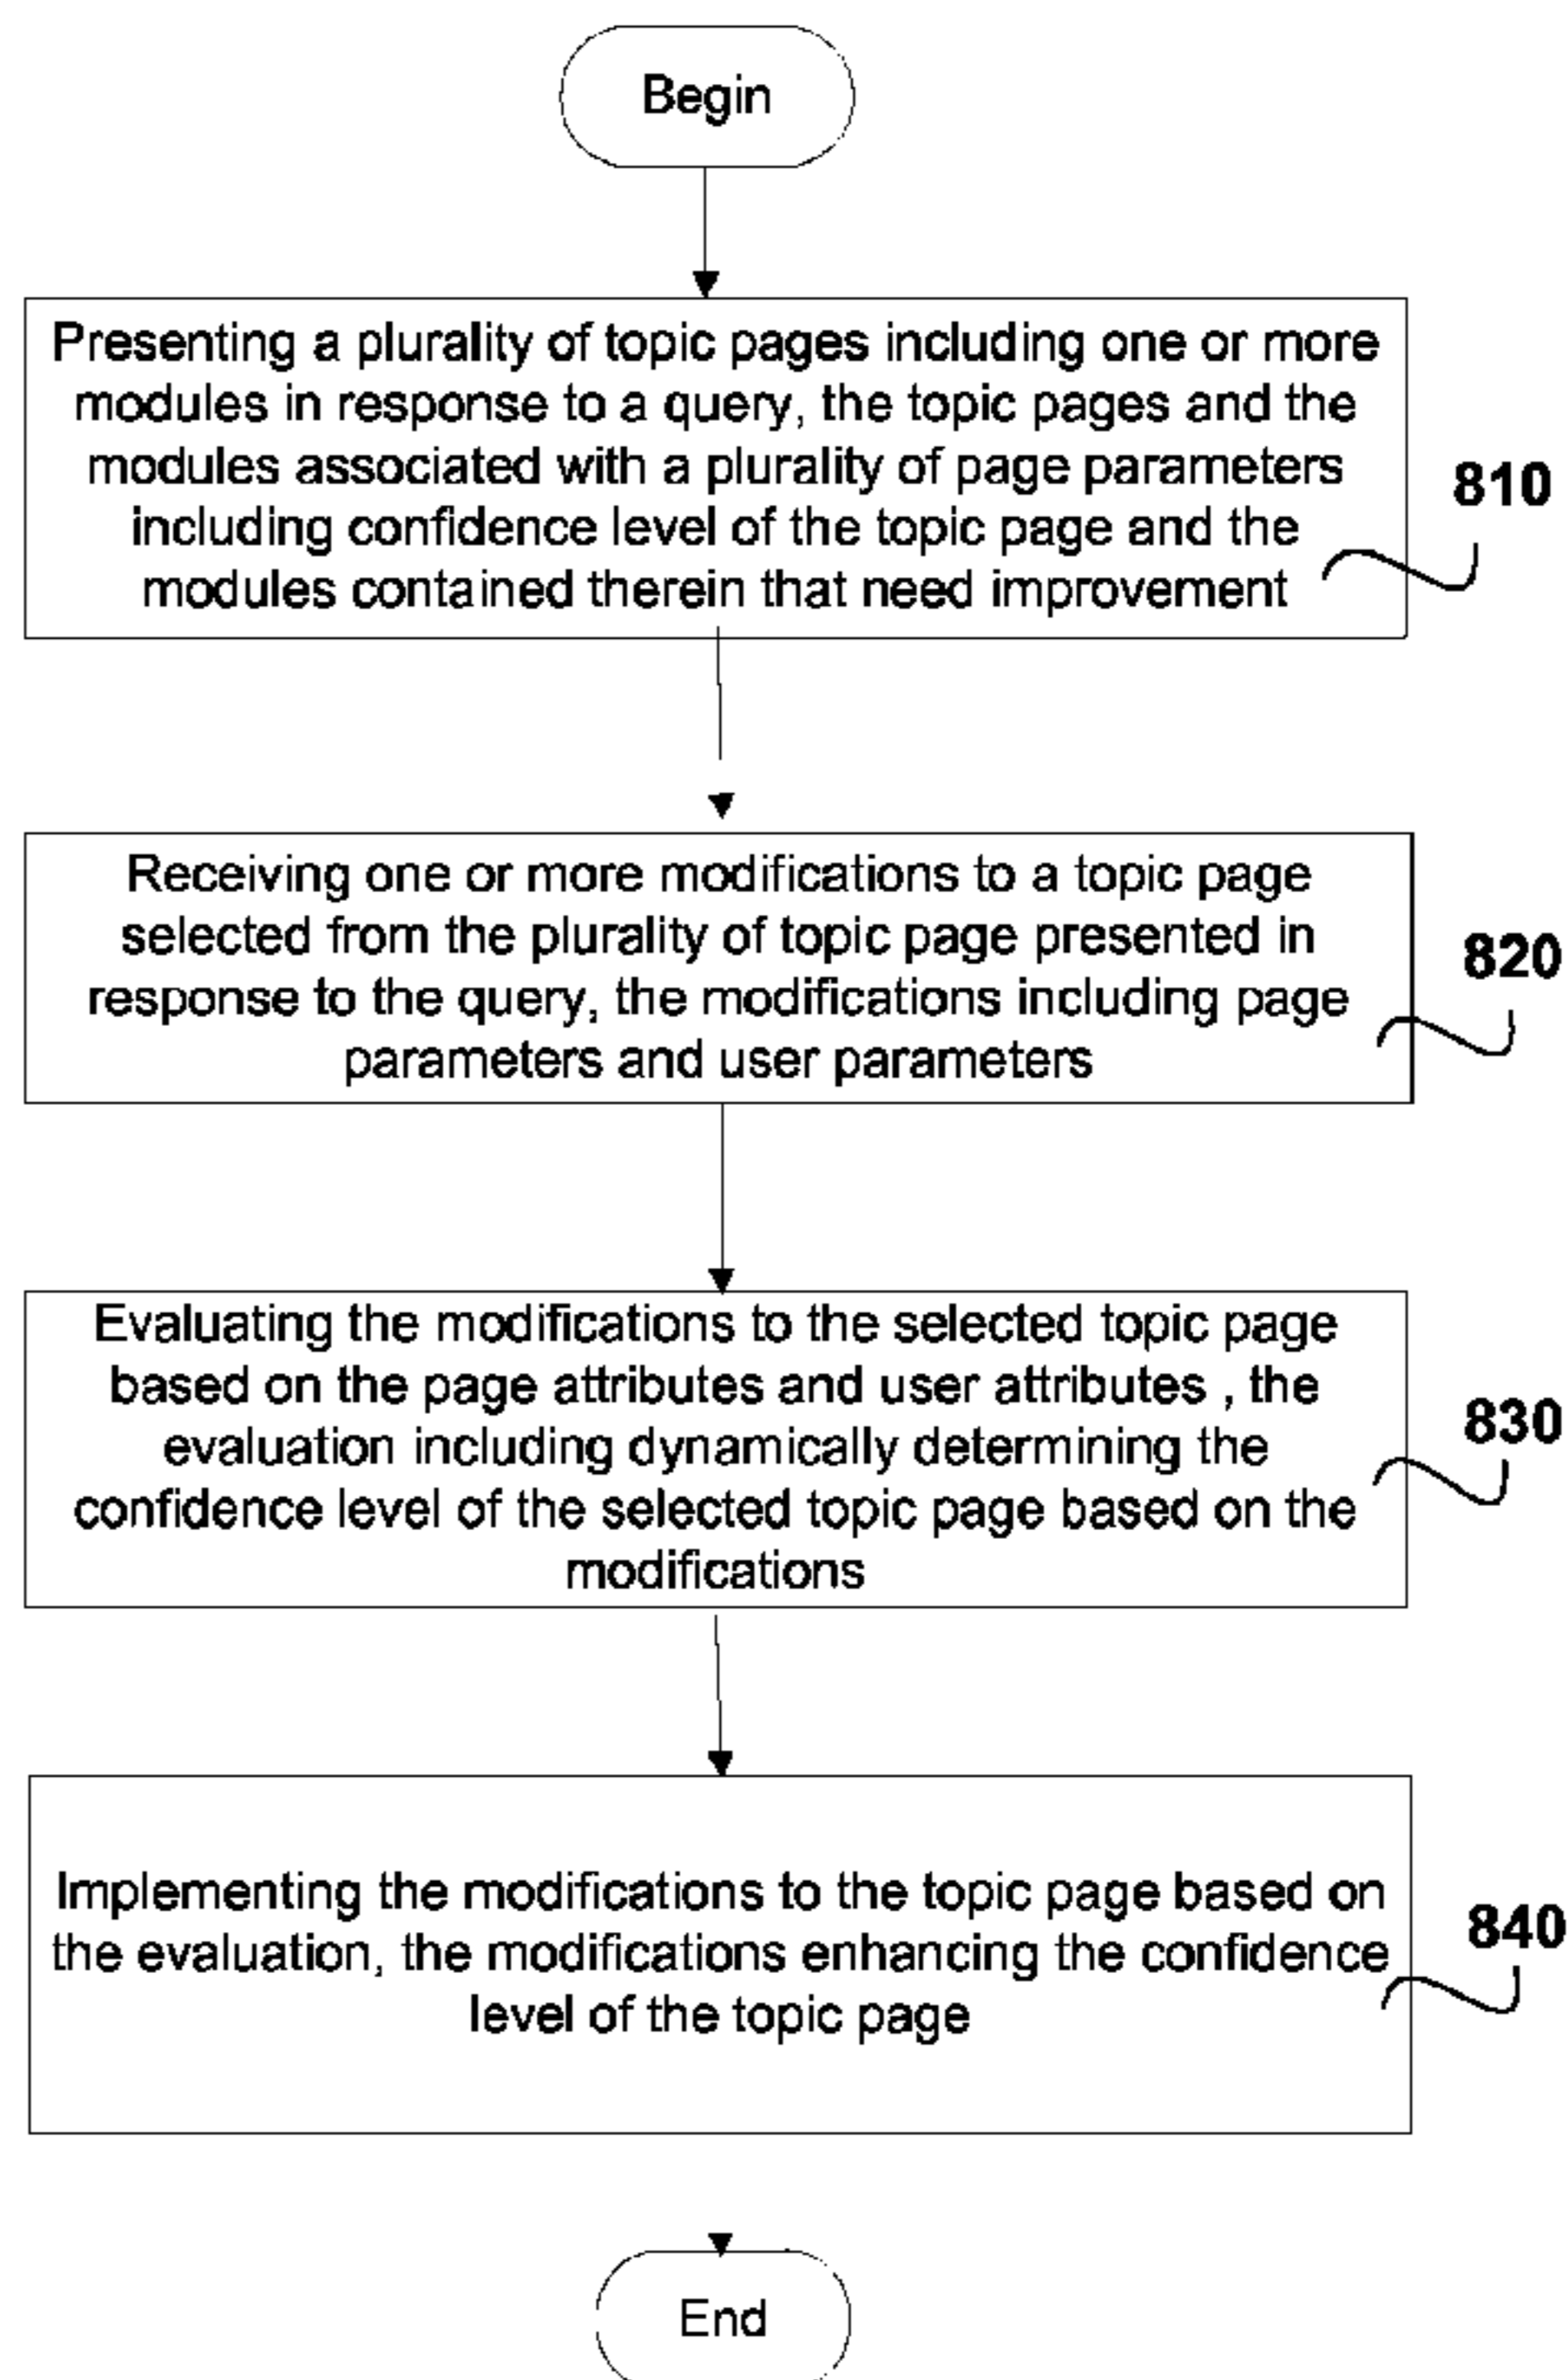 Begin
Presenting a plurality of topic pages including one or more
modules in response to a query, the topic pages and the
modules associated with a plurality of page parameters
including confidence level of the topic page and the
modules contained therein that need improvement
810
Receiving one or more modifications to a topic page
selected from the plurality of topic page presented in
response to the query, the modifications including page
parameters and user parameters
820
Evaluating the modifications to the selected topic page
based on the page attributes and user attributes , the
evaluation including dynamically determining the
confidence level of the selected topic page based on the
modifications
830
Implementing the modifications to the topic page based on
the evaluation, the modifications enhancing the confidence
level of the topic page
840
End